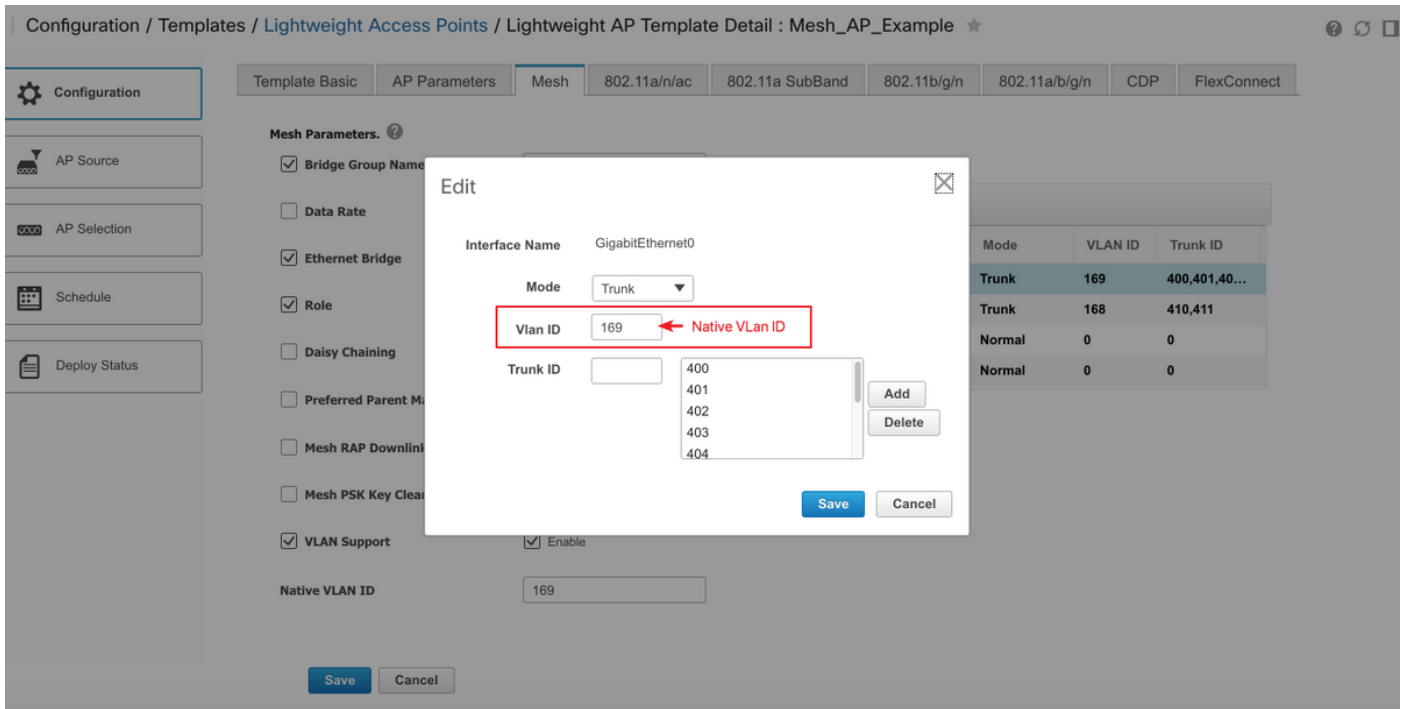 Configuration / Templates / Lightweight Access Points / Lightweight AP Template Detail : Mesh_AP_Example
Configuration
AP Source
AP Selection
Schedule
Deploy Status
Template Basic
AP Parameters
Mesh
802.11a/n/ac
802.11a SubBand
802.11b/g/n
802.11a/b/g/n
CDP
FlexConnect
Mesh Parameters.
Bridge Group Name
Data Rate
Ethernet Bridge
Role
Daisy Chaining
Preferred Parent
Mesh RAP
Mesh PSK Key
VLAN Support
Enable
Native VLAN ID
169
Save
Cancel
Edit
Interface Name
GigabitEthernet0
Mode
Trunk
Vlan ID
169
Native VLan ID
Trunk ID
400
401
402
403
404
Add
Delete
Save
Cancel
Mode VLAN ID Trunk ID
Trunk 169 400,401,40...
Trunk 168 410,411
Normal 0 0
Normal 0 0